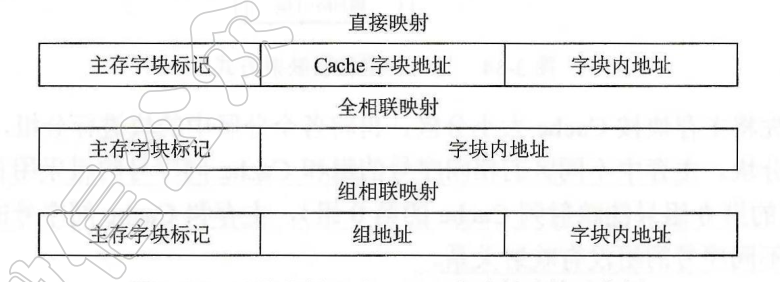 直接映射
主存字块标记 Cache 字块地址 字块内地址
全相联映射
主存字块标记 字块内地址
组相联映射
主存字块标记 组地址 字块内地址